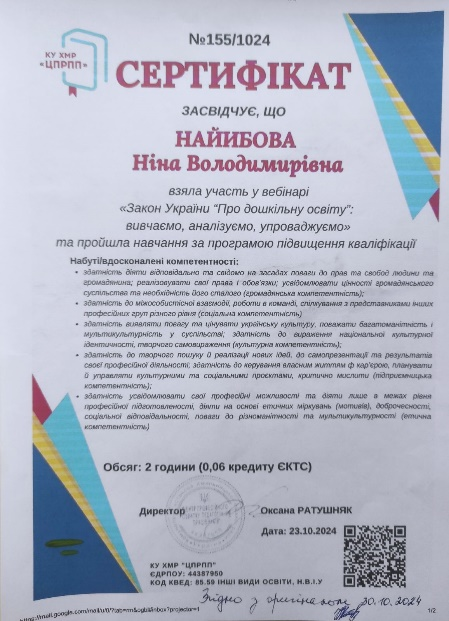 КУ ХМР
«ЦПРПП»
№155/1024
СЕРТИФІКАТ
ЗАСВІДЧУЄ, ЩО
НАЙИБОВА
Ніна Володимирівна
взяла участь у вебінарі
«Закон України "Про дошкільну освіту":
вивчаємо, аналізуємо, упроваджуємо»
та пройшла навчання за програмою підвищення кваліфікації
Набуті/вдосконалені компетентності:
• здатність діяти відповідально та свідомо на засадах поваги до прав та свобод людини та
громадянина; реалізовувати свої права і обов'язки; усвідомлювати цінності громадянського
суспільства та необхідність його сталого (громадянська компетентність);
• здатність до міжособистісної взаємодії, роботи в команді, спілкування з представниками інших
професійних груп різного рівня (соціальна компетентність)
• здатність виявляти повагу та цінувати українську культуру, поважати багатоманітність і
мультикультурність у суспільстві; здатність до вираження національної культурної
ідентичності, творчого самовираження (культурна компетентність);
• здатність до творчого пошуку й реалізації нових ідей, до самопрезентації та результатів
своєї професійної діяльності; здатність до керування власним життям й кар'єрою, планувати
й управляти культурними та соціальними проєктами, критично мислити (підприємницька
компетентність);
• здатність усвідомлювати свої професійні можливості та діяти лише в межах рівня
професійної підготовленості, діяти на основі етичних міркувань (мотивів), доброчесності,
соціальної відповідальності, поваги до різноманітності та мультикультурності (етична
компетентність)
Обсяг: 2 години (0,06 кредиту ЄКТС)
Директор Оксана РАТУШНЯК
Дата: 23.10.2024
КУ ХМР "ЦПРПП"
ЄДРПОУ: 44387950
КОД КВЕД: 85.59 ІНШІ ВИДИ ОСВІТИ, Н.В.І.У
Згідно з оригіналом 30.10.2024
https://mail.google.com/mail/u/0/?tab=rm&ogbl#inbox?projector=1 1/2